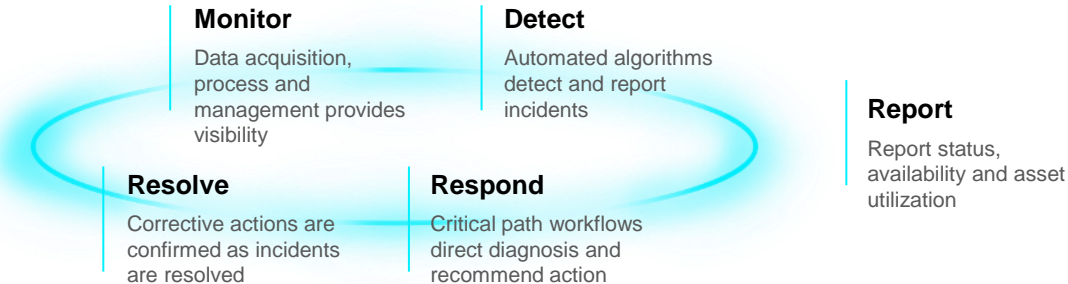 Monitor
Data acquisition,
process and
management provides
visibility
Detect
Automated algorithms
detect and report
incidents
Report
Report status,
availability and asset
utilization
Resolve
Corrective actions are
confirmed as incidents
are resolved
Respond
Critical path workflows
direct diagnosis and
recommend action